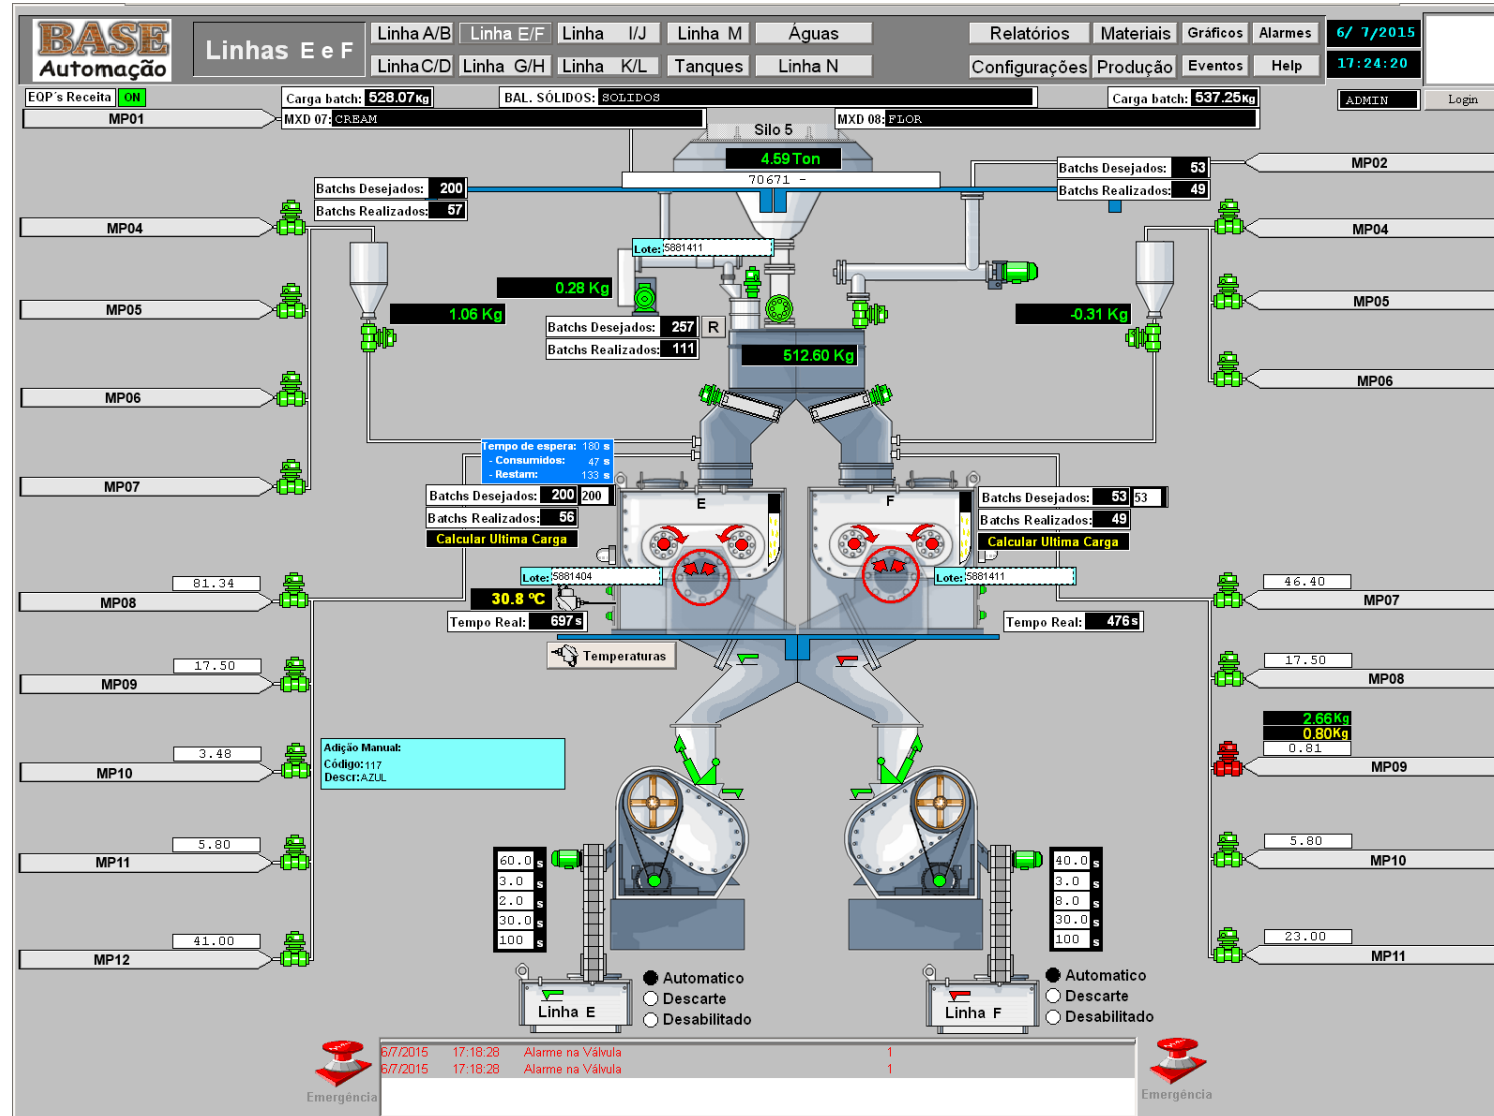 BASE
Automação
Linhas E e F
Linha A/B
Linha E/F
Linha I/J
Linha M
Águas
Linha C/D
Linha G/H
Linha K/L
Tanques
Linha N
Relatórios
Materiais
Gráficos
Alarmes
Configurações
Produção
Eventos
Help
6/ 7/2015
17:24:20
EQP's Receita ON
Carga batch: 528.07Kg
BAL. SÓLIDOS: SOLIDOS
Carga batch: 537.25Kg
ADMIN
Login
MP01
MXD 07: CREAM
MXD 08: FLOR
Silo 5
4.59 Ton
70671 -
Batchs Desejados: 200
Batchs Realizados: 57
Batchs Desejados: 53
Batchs Realizados: 49
MP02
MP04
MP04
Lote: 5881411
0.28 Kg
1.06 Kg
-0.31 Kg
MP05
MP05
Batchs Desejados: 257 R
Batchs Realizados: 111
512.60 Kg
MP06
MP06
Tempo de espera: 180 s
- Consumidos: 47 s
- Restam: 133 s
MP07
Batchs Desejados: 200 200
Batchs Realizados: 56
Calcular Ultima Carga
E
F
Batchs Desejados: 53 53
Batchs Realizados: 49
Calcular Ultima Carga
Lote: 5881404
Lote: 5881411
81.34
MP08
30.8 ºC
Tempo Real: 697 s
Tempo Real: 476 s
46.40
MP07
Temperaturas
17.50
MP09
17.50
MP08
Adição Manual:
Código: 117
Descr: AZUL
3.48
MP10
2.66Kg
0.80Kg
0.81
MP09
5.80
MP11
5.80
MP10
60.0 s
3.0 s
2.0 s
30.0 s
100 s
40.0 s
3.0 s
8.0 s
30.0 s
100 s
41.00
MP12
23.00
MP11
Linha E
Automatico
Descarte
Desabilitado
Linha F
Automatico
Descarte
Desabilitado
Emergência
6/7/2015 17:18:28 Alarme na Válvula 1
6/7/2015 17:18:28 Alarme na Válvula 1
Emergência